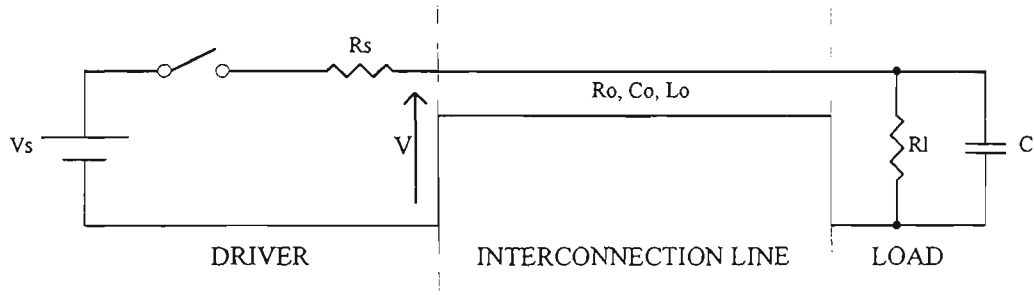 Rs
Ro, Co, Lo
Vs
V
Rl
C
DRIVER
INTERCONNECTION LINE
LOAD